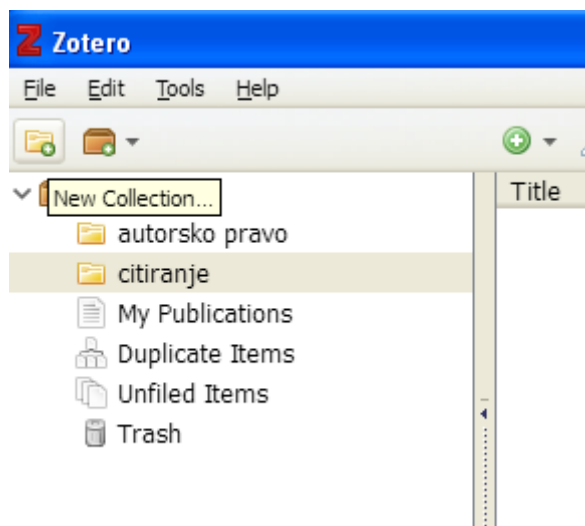 Zotero
File Edit Tools Help
New Collection...
Title
autorsko pravo
citiranje
My Publications
Duplicate Items
Unfiled Items
Trash